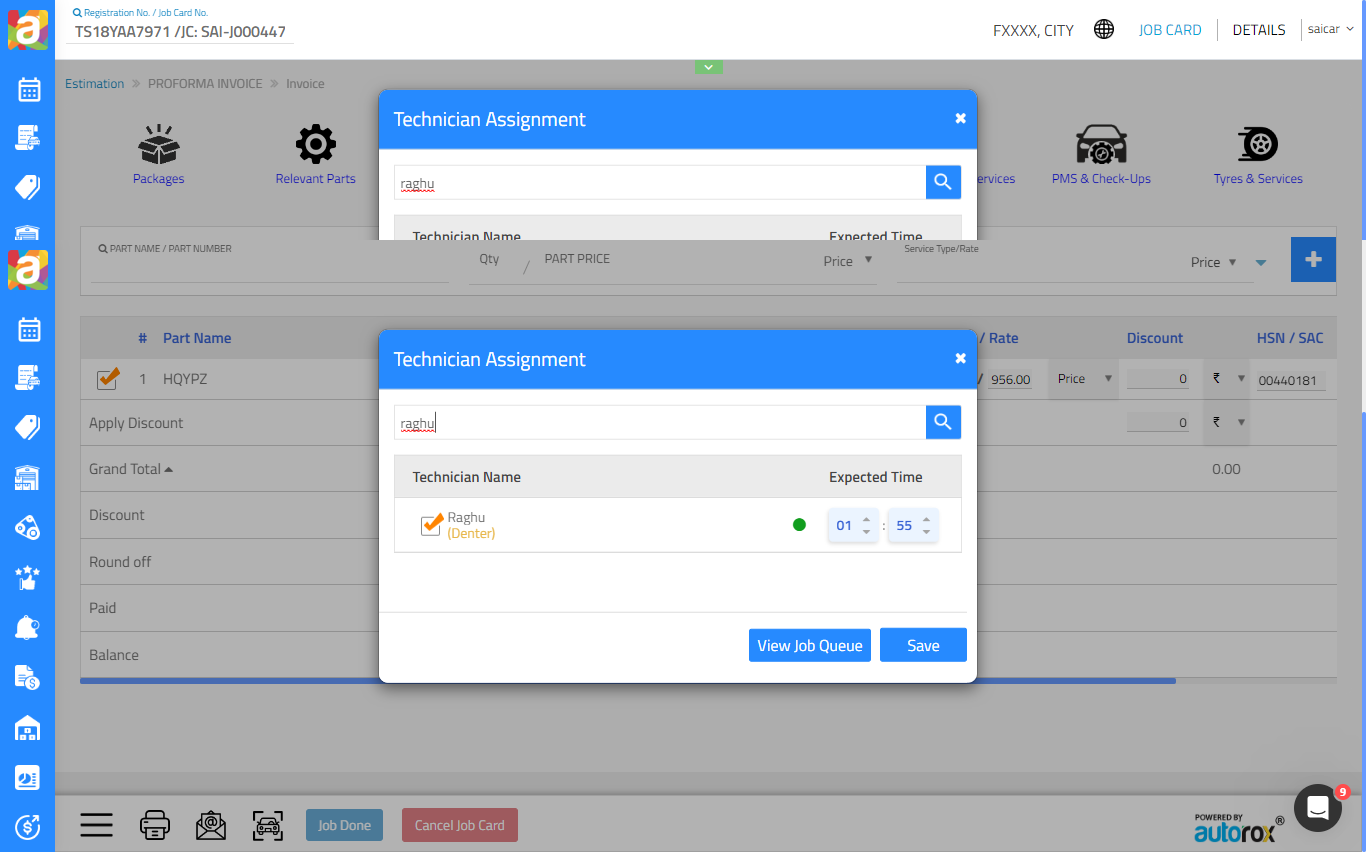 Registration No. / Job Card No.
TS18YAA7971 /JC: SAI-J000447
FXXXX, CITY
JOB CARD
DETAILS
saicar
Estimation » PROFORMA INVOICE » Invoice
Technician Assignment
Packages
Relevant Parts
ervices
PMS & Check-Ups
Tyres & Services
raghu
Technician Name
Expected Time
PART NAME / PART NUMBER
Qty / PART PRICE
Price
Service Type/Rate
Price
# Part Name
/ Rate
Discount
HSN / SAC
Technician Assignment
1 HQYPZ
/ 956.00
Price
0
₹
00440181
raghu
Apply Discount
0
₹
Grand Total
0.00
Technician Name
Expected Time
Discount
Raghu
(Denter)
01 : 55
Round off
Paid
Balance
View Job Queue
Save
Job Done
Cancel Job Card
9
POWERED BY
autorox®